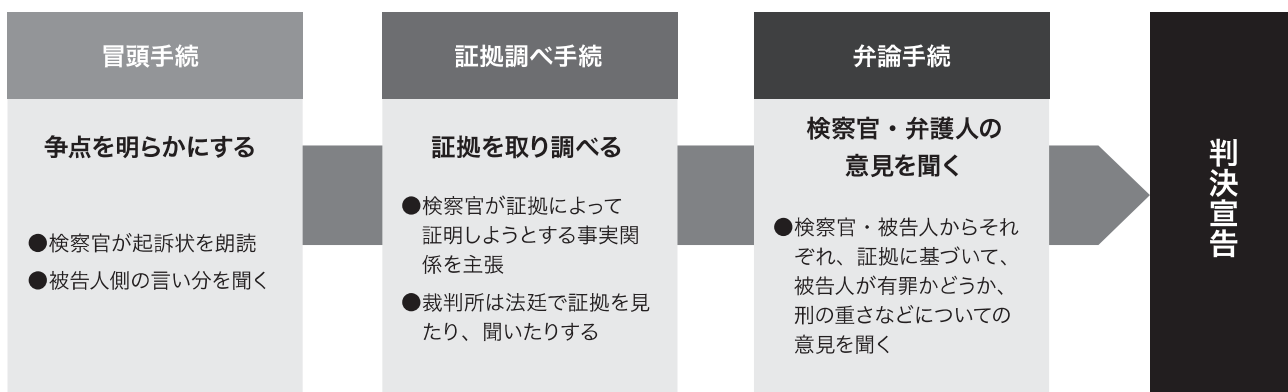 冒頭手続
争点を明らかにする
●検察官が起訴状を朗読
●被告人側の言い分を聞く
証拠調べ手続
証拠を取り調べる
●検察官が証拠によって
証明しようとする事実関
係を主張
●裁判所は法廷で証拠を見
たり、聞いたりする
弁論手続
検察官・弁護人の
意見を聞く
●検察官・被告人からそれ
ぞれ、証拠に基づいて、
被告人が有罪かどうか、
刑の重さなどについての
意見を聞く
判決宣告